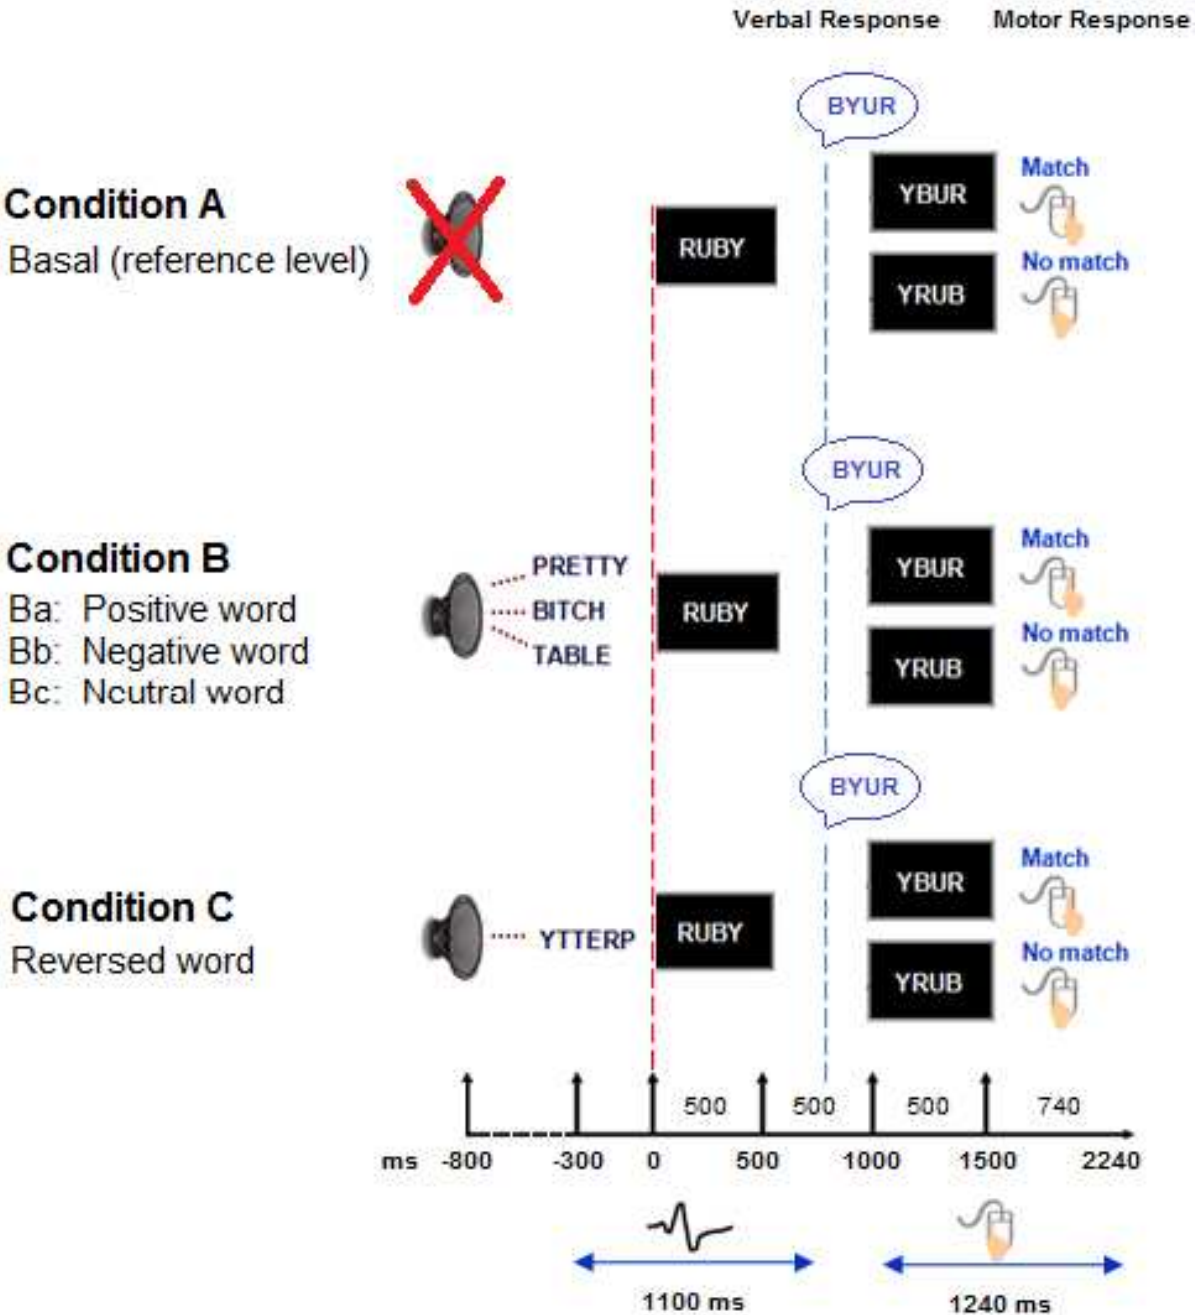 Verbal Response Motor Response
BYUR
Condition A
Basal (reference level)
RUBY
YBUR
Match
YRUB
No match
BYUR
Condition B
Ba: Positive word
Bb: Negative word
Bc: Ncutral word
PRETTY
BITCH
TABLE
RUBY
YBUR
Match
YRUB
No match
BYUR
Condition C
Reversed word
YTTERP
RUBY
YBUR
Match
YRUB
No match
500 500 500 740
ms -800 -300 0 500 1000 1500 2240
1100 ms 1240 ms